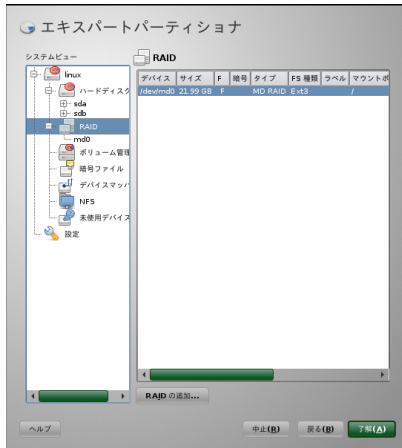 エキスパートパーティショナ
システムビュー
linux
ハードディスク
sda
sdb
RAID
md0
ボリューム管理
暗号ファイル
デバイスマッパ
NFS
未使用デバイス
設定
RAID
デバイス サイズ F 暗号 タイプ FS 種類 ラベル マウントポ
/dev/md0 21.99 GB F MD RAID Ext3 /
RAID の追加...
ヘルプ
中止(R)
戻る(B)
了解(A)